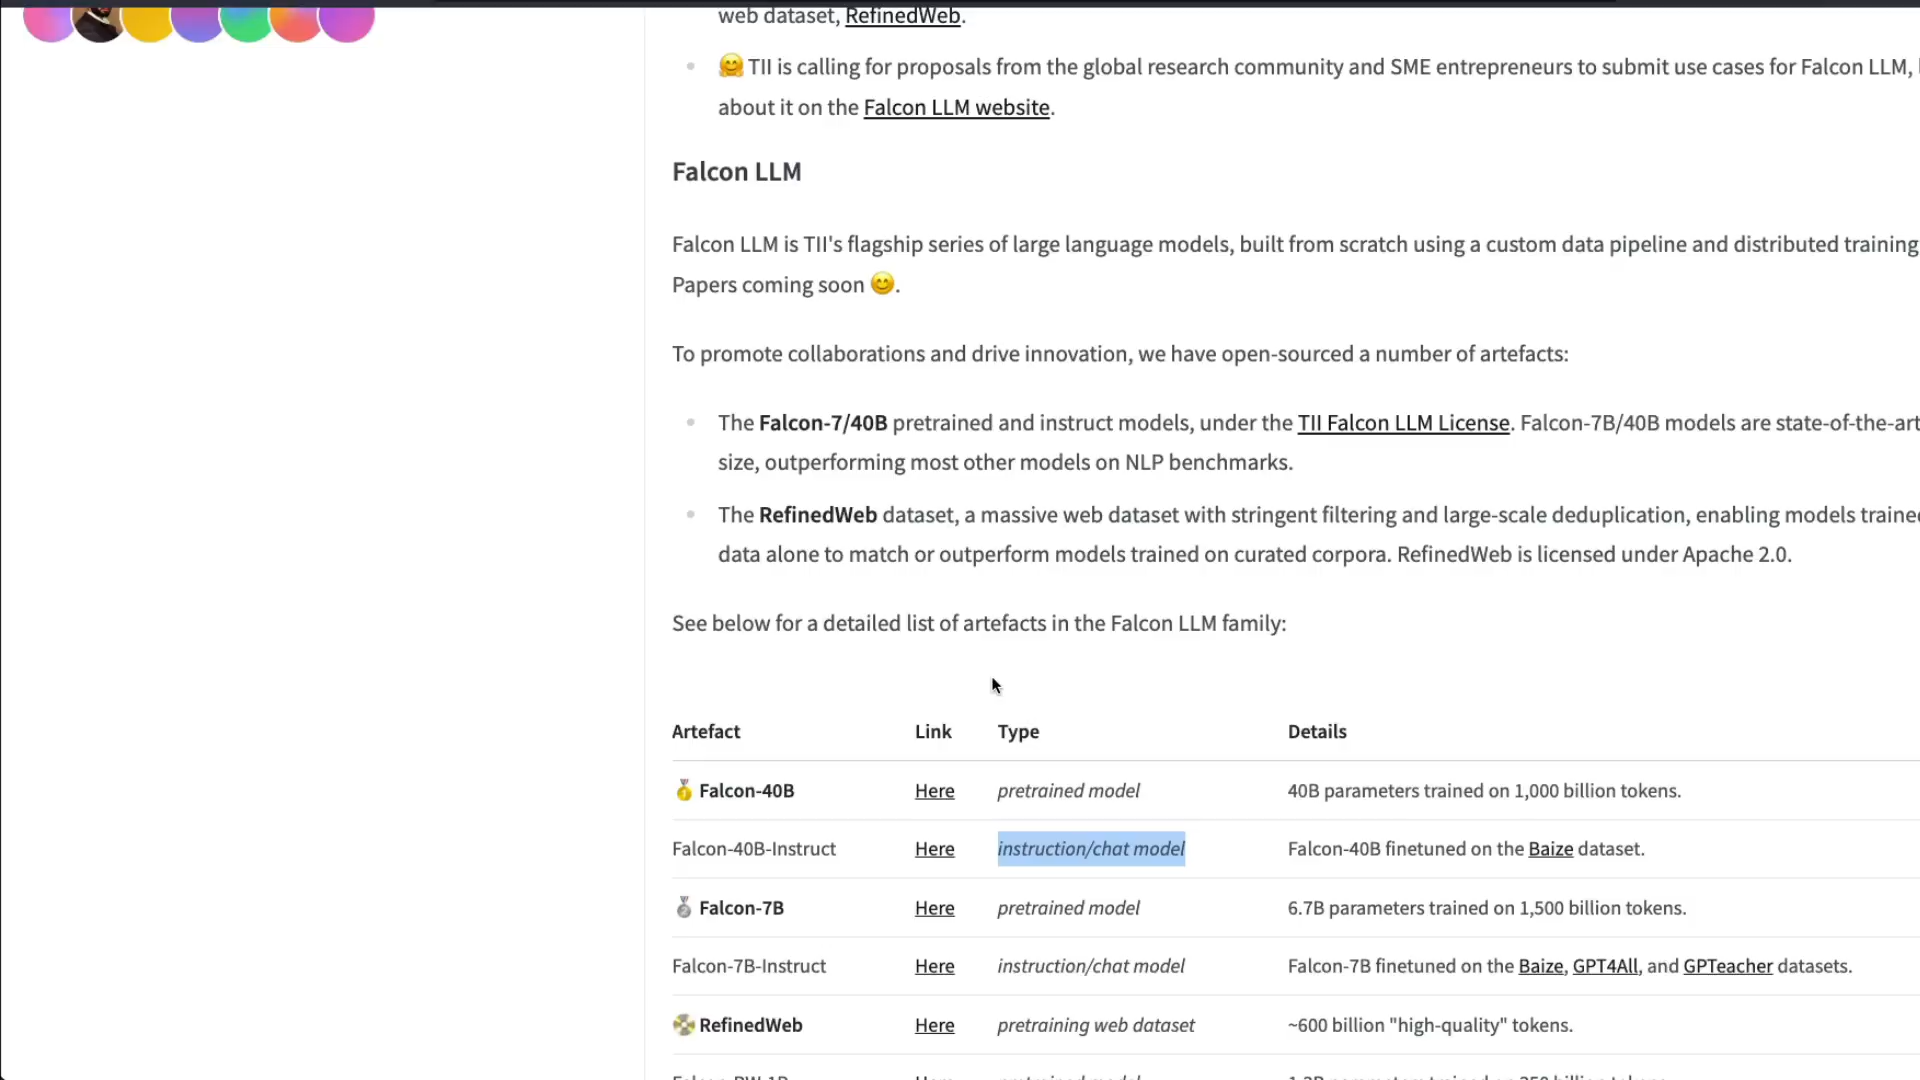 web dataset, RefinedWeb.
🤗 TII is calling for proposals from the global research community and SME entrepreneurs to submit use cases for Falcon LLM,
about it on the Falcon LLM website.
Falcon LLM
Falcon LLM is TII's flagship series of large language models, built from scratch using a custom data pipeline and distributed training
Papers coming soon 😊.
To promote collaborations and drive innovation, we have open-sourced a number of artefacts:
The Falcon-7/40B pretrained and instruct models, under the TII Falcon LLM License. Falcon-7B/40B models are state-of-the-art
size, outperforming most other models on NLP benchmarks.
The RefinedWeb dataset, a massive web dataset with stringent filtering and large-scale deduplication, enabling models trained
data alone to match or outperform models trained on curated corpora. RefinedWeb is licensed under Apache 2.0.
See below for a detailed list of artefacts in the Falcon LLM family:
Artefact Link Type Details
🥇 Falcon-40B Here pretrained model 40B parameters trained on 1,000 billion tokens.
Falcon-40B-Instruct Here instruction/chat model Falcon-40B finetuned on the Baize dataset.
🥈 Falcon-7B Here pretrained model 6.7B parameters trained on 1,500 billion tokens.
Falcon-7B-Instruct Here instruction/chat model Falcon-7B finetuned on the Baize, GPT4All, and GPTeacher datasets.
📀 RefinedWeb Here pretraining web dataset ~600 billion "high-quality" tokens.